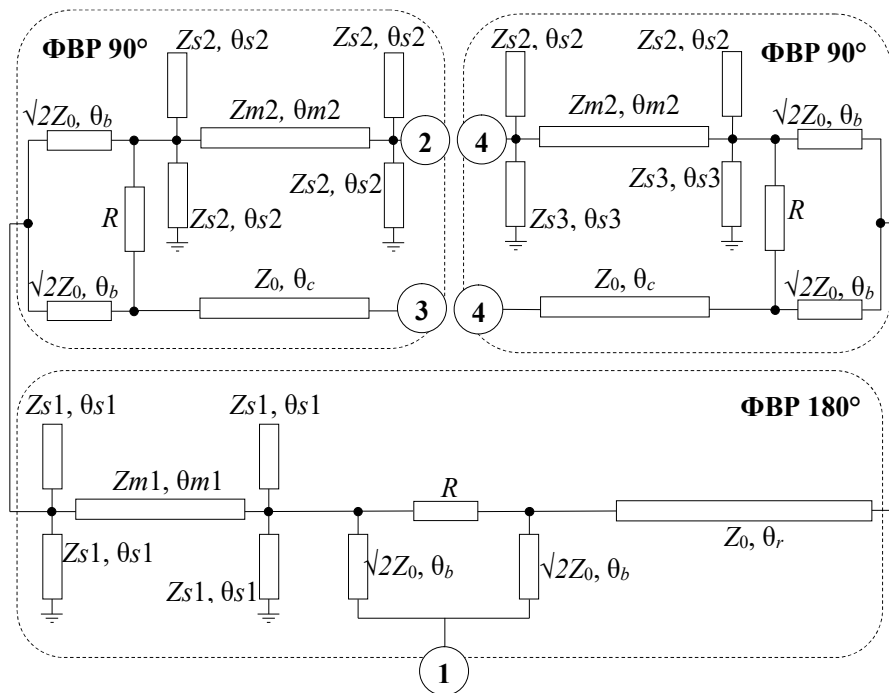 ФВР 90°
Zs2, θs2
Zs2, θs2
√2Z₀, θb
Zm2, θm2
2
R
Zs2, θs2
Zs2, θs2
√2Z₀, θb
Z₀, θc
3
Zs2, θs2
Zs2, θs2
ФВР 90°
Zm2, θm2
√2Z₀, θb
4
Zs3, θs3
R
Zs3, θs3
Z₀, θc
√2Z₀, θb
4
ФВР 180°
Zs1, θs1
Zs1, θs1
Zm1, θm1
R
Z₀, θr
Zs1, θs1
Zs1, θs1
√2Z₀, θb
√2Z₀, θb
1